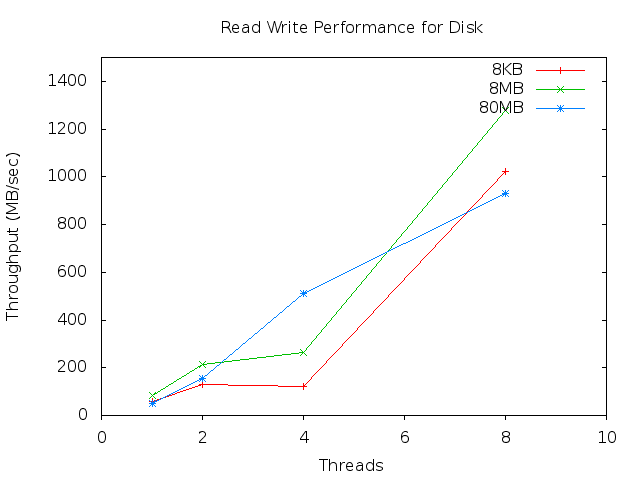 Read Write Performance for Disk
8KB
8MB
80MB
1400
1200
1000
800
600
400
200
0
Throughput (MB/sec)
0 2 4 6 8 10
Threads